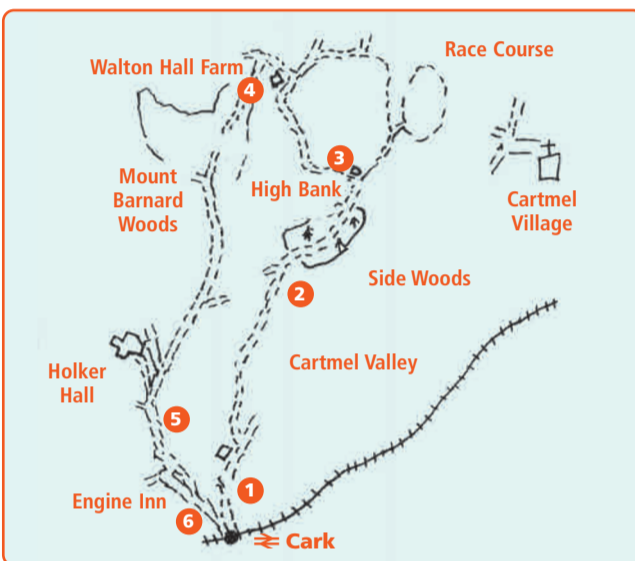 Race Course
Walton Hall Farm
4
3
Mount
Barnard
Woods
High Bank
Cartmel
Village
2
Side Woods
Cartmel Valley
Holker
Hall
5
1
Engine Inn
6
Cark